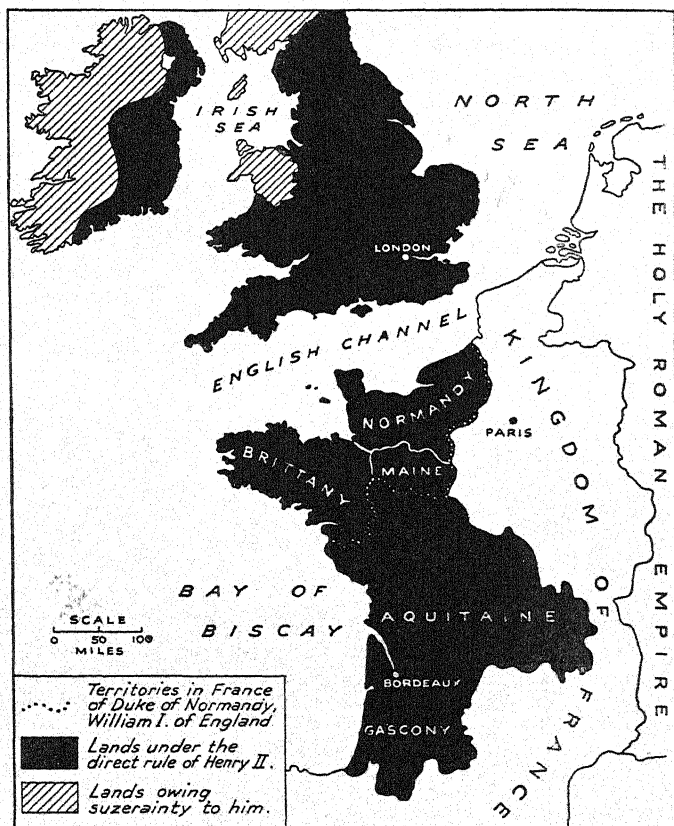 IRISH
SEA
NORTH
SEA
THE HOLY ROMAN EMPIRE
LONDON
ENGLISH CHANNEL
KINGDOM OF FRANCE
NORMANDY
PARIS
BRITTANY
MAINE
BAY OF
BISCAY
AQUITAINE
SCALE
0 50 100
MILES
BORDEAUX
GASCONY
Territories in France
of Duke of Normandy,
William I. of England
Lands under the
direct rule of Henry II.
Lands owing
suzerainty to him.